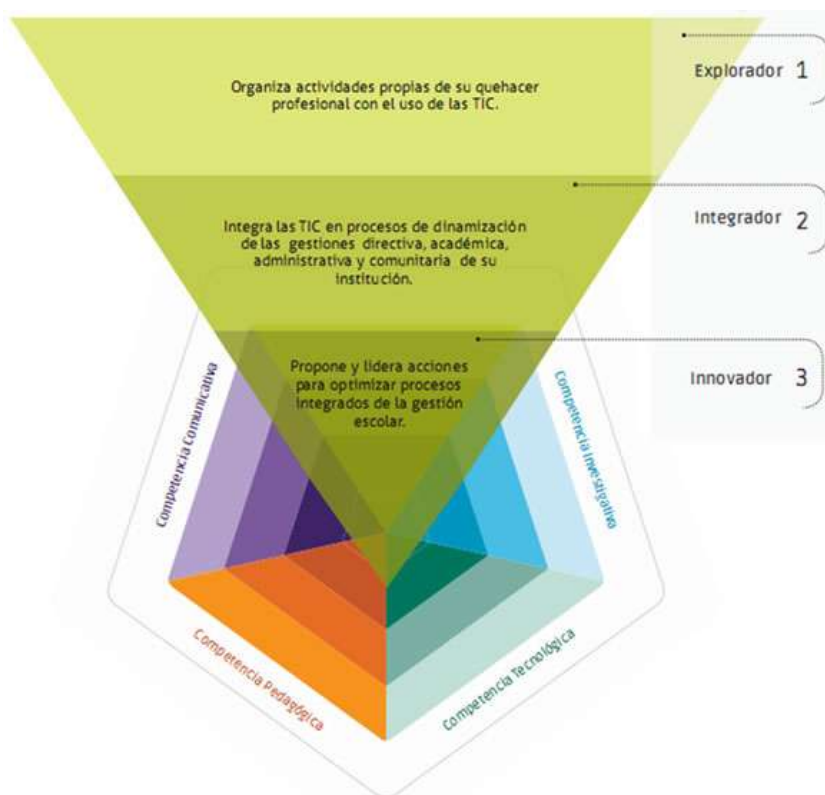 Organiza actividades propias de su quehacer
profesional con el uso de las TIC.
Explorador 1
Integra las TIC en procesos de dinamización
de las gestiones directiva, académica,
administrativa y comunitaria de su
institución.
Integrador 2
Propone y lidera acciones
para optimizar procesos
integrados de la gestión
escolar.
Innovador 3
Competencia Comunicativa
Competencia Investigativa
Competencia Pedagógica
Competencia Tecnológica